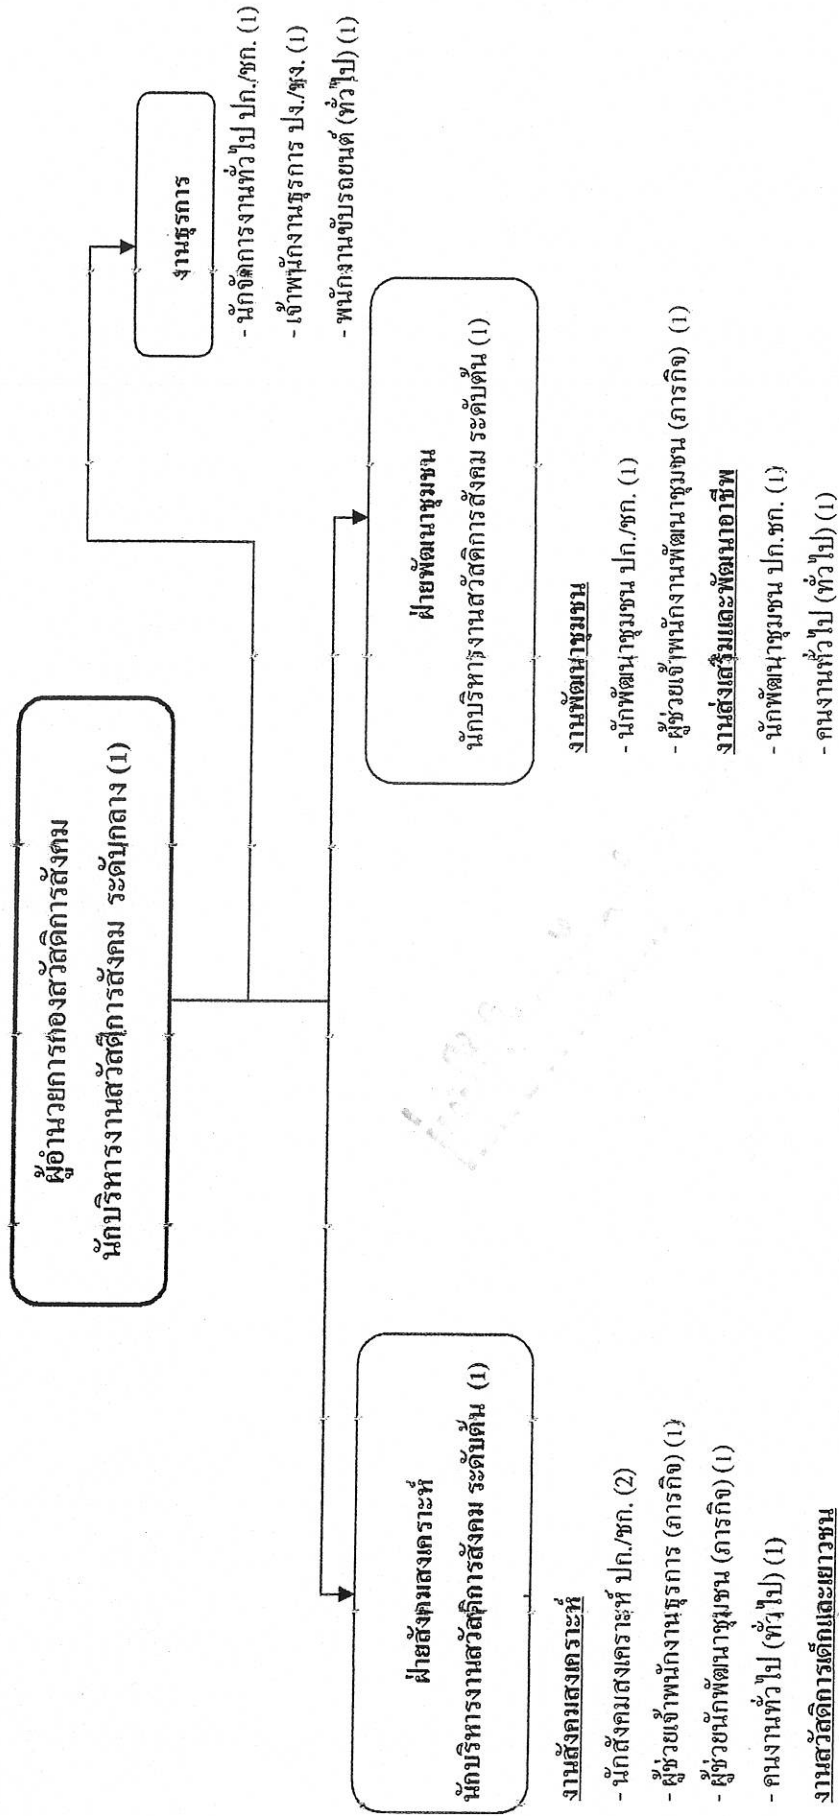 ผู้อำนวยการกองสวัสดิการสังคม
นักบริหารงานสวัสดิการสังคม ระดับกลาง (1)
งานธุรการ
- นักจัดการงานทั่วไป ปก./ชก. (1)
- เจ้าพนักงานธุรการ ปง./ชง. (1)
- พนักงานขับรถยนต์ (ทั่วไป) (1)
ฝ่ายสังคมสงเคราะห์
นักบริหารงานสวัสดิการสังคม ระดับต้น (1)
งานสังคมสงเคราะห์
- นักสังคมสงเคราะห์ ปก./ชก. (2)
- ผู้ช่วยเจ้าพนักงานธุรการ (ภารกิจ) (1)
- ผู้ช่วยนักพัฒนาชุมชน (ภารกิจ) (1)
- คนงานทั่วไป (ทั่วไป) (1)
งานสวัสดิการเด็กและเยาวชน
ฝ่ายพัฒนาชุมชน
นักบริหารงานสวัสดิการสังคม ระดับต้น (1)
งานพัฒนาชุมชน
- นักพัฒนาชุมชน ปก./ชก. (1)
- ผู้ช่วยเจ้าพนักงานพัฒนาชุมชน (ภารกิจ) (1)
งานส่งเสริมและพัฒนาอาชีพ
- นักพัฒนาชุมชน ปก.ชก. (1)
- คนงานทั่วไป (ทั่วไป) (1)